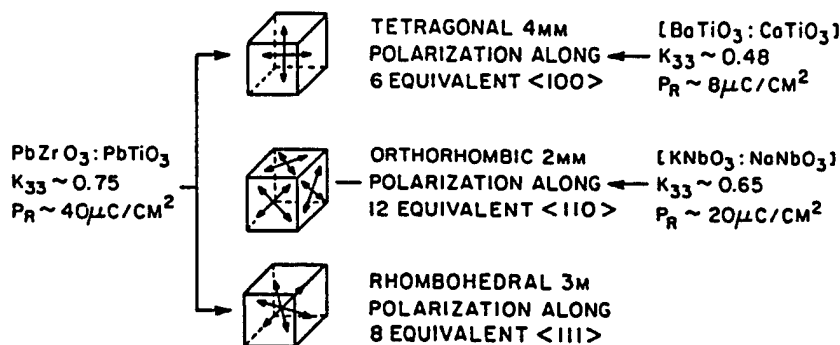 TETRAGONAL 4MM
POLARIZATION ALONG
6 EQUIVALENT <100>
[BaTiO3:CaTiO3]
K33~0.48
PR~8μC/CM2
PbZrO3:PbTiO3
K33~0.75
PR~40μC/CM2
ORTHORHOMBIC 2MM
POLARIZATION ALONG
12 EQUIVALENT <110>
[KNbO3:NaNbO3]
K33~0.65
PR~20μC/CM2
RHOMBOHEDRAL 3M
POLARIZATION ALONG
8 EQUIVALENT <111>